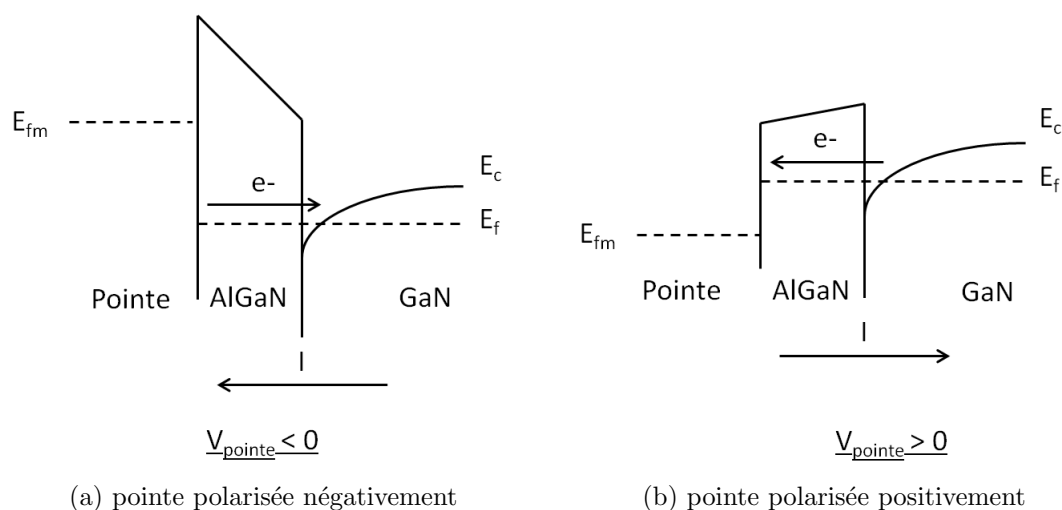 E_fm
e-
E_c
E_f
Pointe
AlGaN
GaN
I
V_pointe < 0
(a) pointe polarisée négativement
E_c
e-
E_f
E_fm
Pointe
AlGaN
GaN
I
V_pointe > 0
(b) pointe polarisée positivement